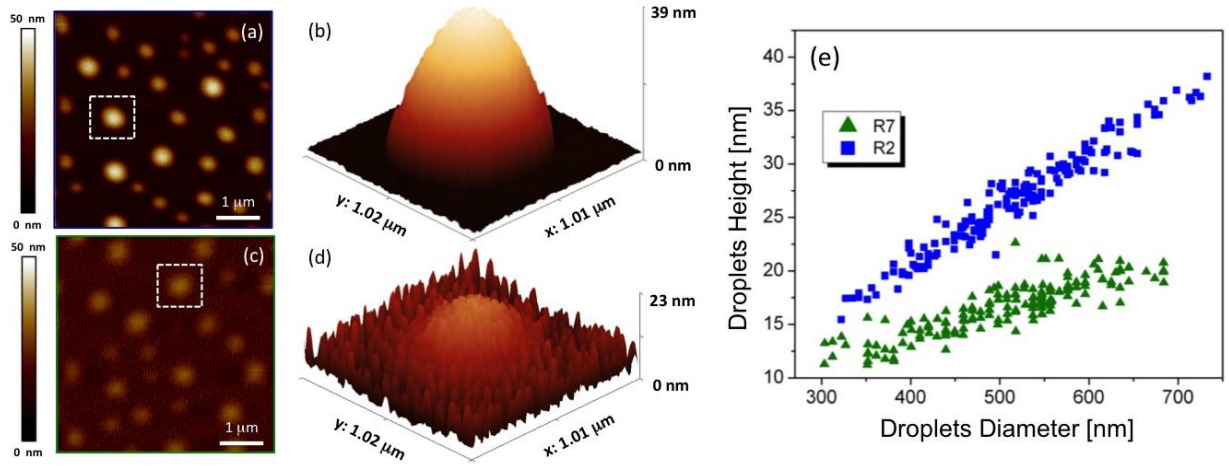 50 nm
(a)
1 μm
0 nm
(b)
39 nm
0 nm
y: 1.02 μm
x: 1.01 μm
50 nm
(c)
1 μm
0 nm
(d)
23 nm
0 nm
y: 1.02 μm
x: 1.01 μm
(e)
R7
R2
Droplets Height [nm]
40
35
30
25
20
15
10
300 400 500 600 700
Droplets Diameter [nm]